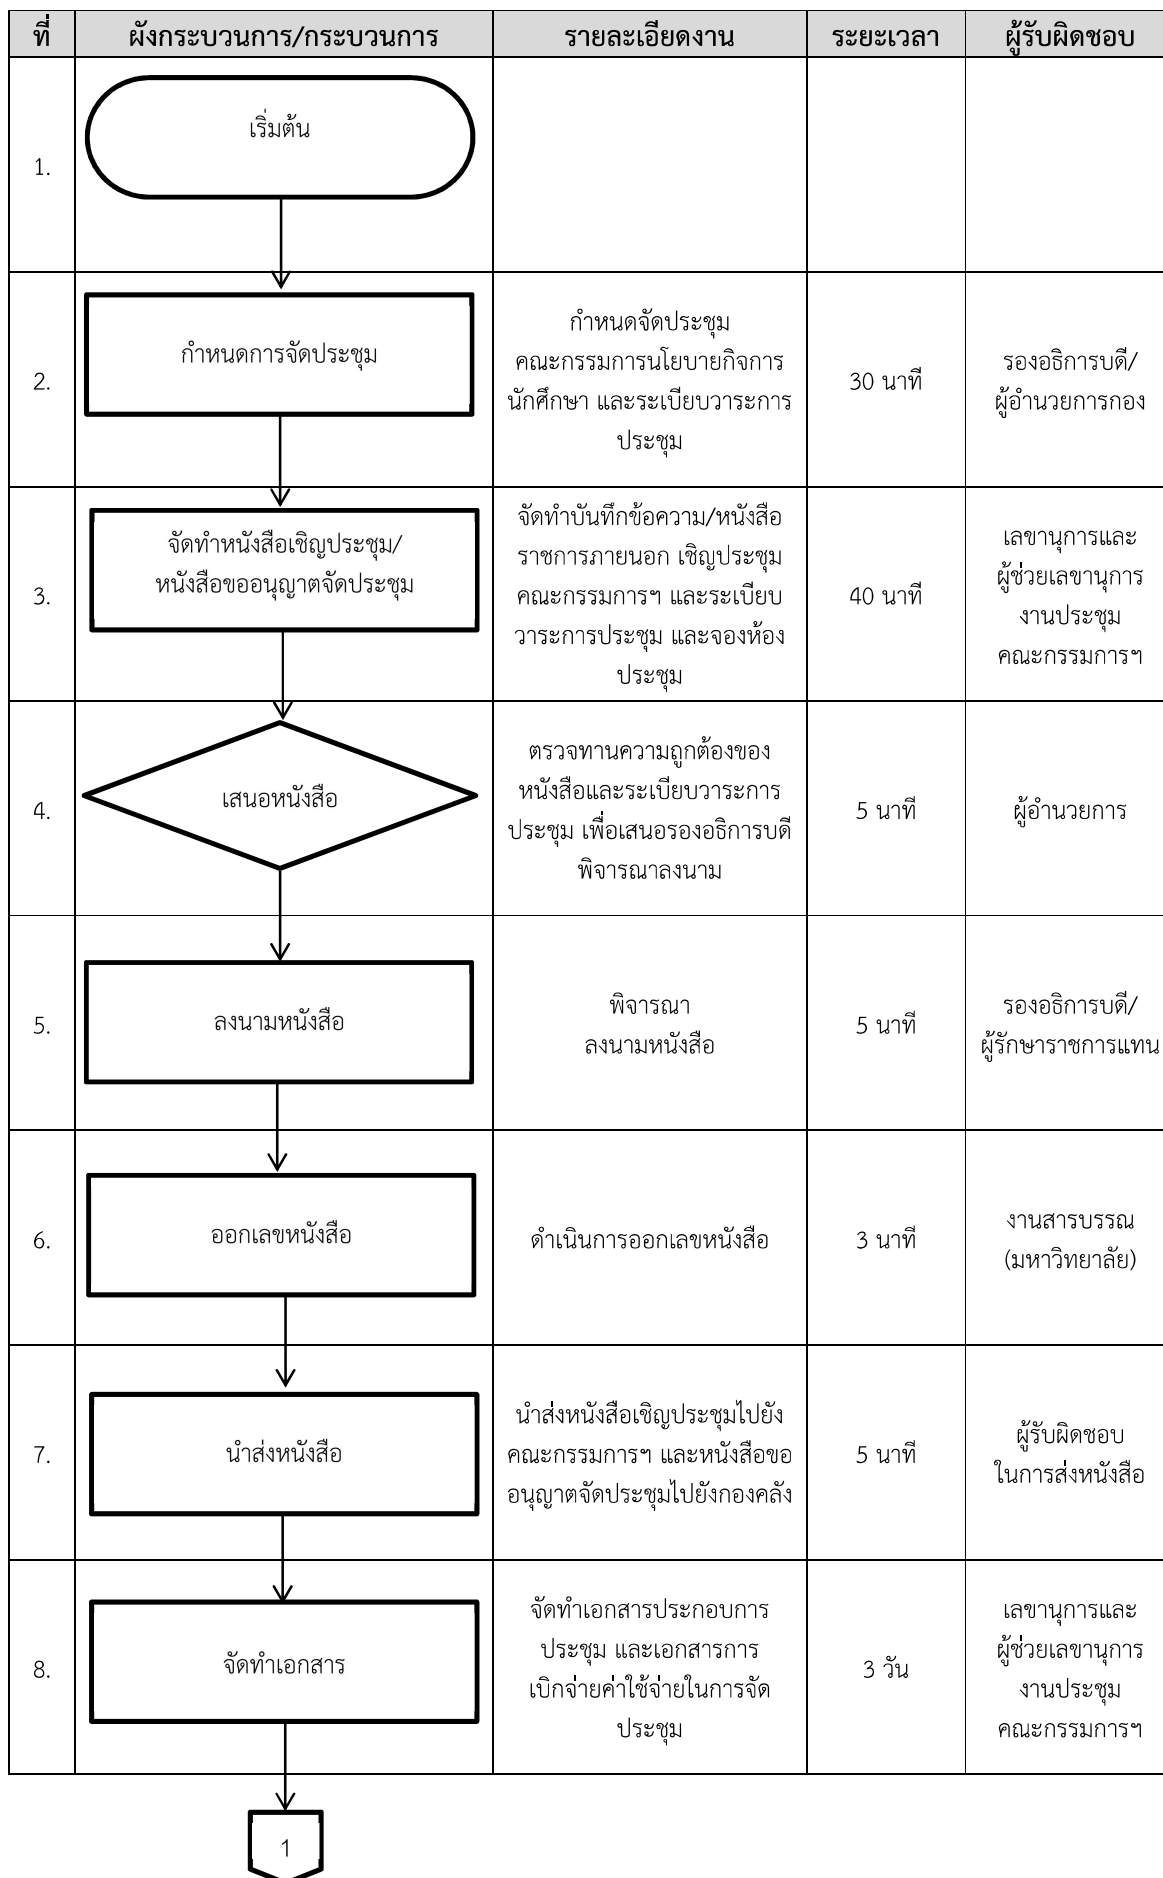 ที่ ผังกระบวนการ/กระบวนการ รายละเอียดงาน ระยะเวลา ผู้รับผิดชอบ
1.
เริ่มต้น
2.
กำหนดการจัดประชุม
กำหนดจัดประชุม
คณะกรรมการนโยบายกิจการ
นักศึกษา และระเบียบวาระการ
ประชุม
30 นาที
รองอธิการบดี/
ผู้อำนวยการกอง
3.
จัดทำหนังสือเชิญประชุม/
หนังสือขออนุญาตจัดประชุม
จัดทำบันทึกข้อความ/หนังสือ
ราชการภายนอก เชิญประชุม
คณะกรรมการฯ และระเบียบ
วาระการประชุม และจองห้อง
ประชุม
40 นาที
เลขานุการและ
ผู้ช่วยเลขานุการ
งานประชุม
คณะกรรมการฯ
4.
เสนอหนังสือ
ตรวจทานความถูกต้องของ
หนังสือและระเบียบวาระการ
ประชุม เพื่อเสนอรองอธิการบดี
พิจารณาลงนาม
5 นาที
ผู้อำนวยการ
5.
ลงนามหนังสือ
พิจารณา
ลงนามหนังสือ
5 นาที
รองอธิการบดี/
ผู้รักษาราชการแทน
6.
ออกเลขหนังสือ
ดำเนินการออกเลขหนังสือ
3 นาที
งานสารบรรณ
(มหาวิทยาลัย)
7.
นำส่งหนังสือ
นำส่งหนังสือเชิญประชุมไปยัง
คณะกรรมการฯ และหนังสือขอ
อนุญาตจัดประชุมไปยังกองคลัง
5 นาที
ผู้รับผิดชอบ
ในการส่งหนังสือ
8.
จัดทำเอกสาร
จัดทำเอกสารประกอบการ
ประชุม และเอกสารการ
เบิกจ่ายค่าใช้จ่ายในการจัด
ประชุม
3 วัน
เลขานุการและ
ผู้ช่วยเลขานุการ
งานประชุม
คณะกรรมการฯ
1